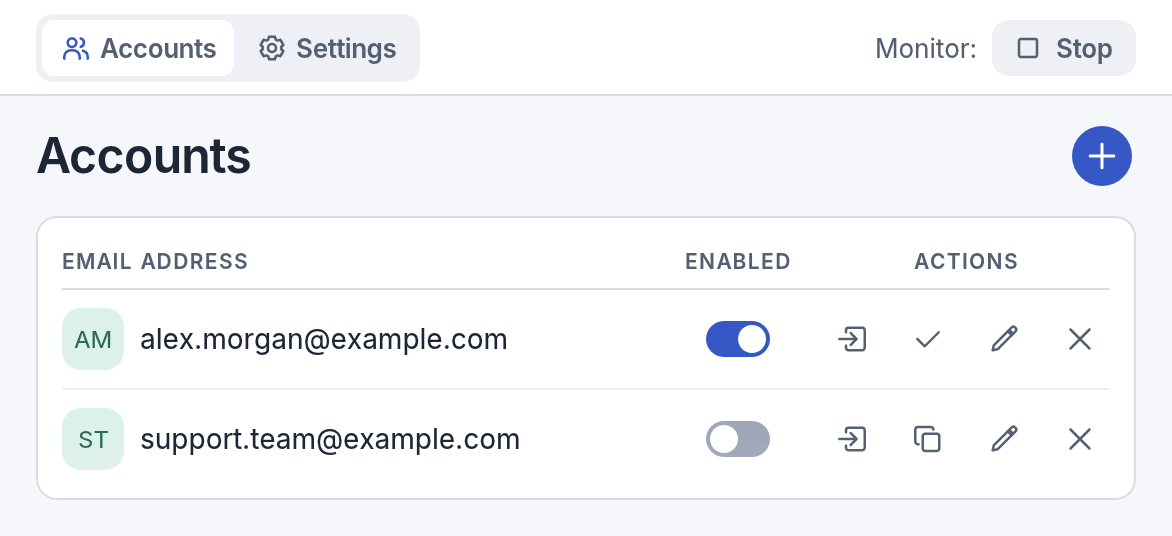 Accounts Settings Monitor: Stop
Accounts
EMAIL ADDRESS ENABLED ACTIONS
AM alex.morgan@example.com
ST support.team@example.com